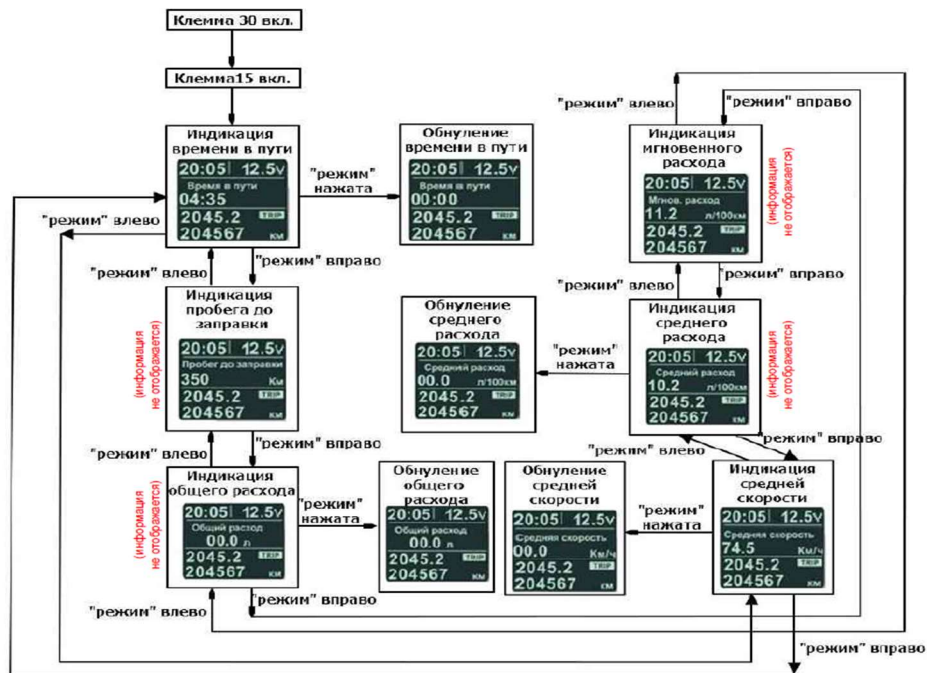 Клемма 30 вкл.
Клемма15 вкл.
Индикация
времени в пути
20:05 12.5v
Время в пути
04:35
2045.2 TRIP
204567 км
"режим"
нажата
Обнуление
времени в пути
20:05 12.5v
Время в пути
00:00
2045.2 TRIP
204567 км
"режим" влево
"режим" влево
"режим" вправо
Индикация
пробега до
заправки
20:05 12.5v
Пробег до заправки
350 Км
2045.2 TRIP
204567 км
(информация
не отображается)
"режим" влево
"режим" вправо
Индикация
общего расхода
20:05 12.5v
Общий расход
00.0 л
2045.2 TRIP
204567 км
(информация
не отображается)
"режим"
нажата
Обнуление
общего
расхода
20:05 12.5v
Общий расход
00.0 л
2045.2 TRIP
204567 км
"режим" влево
"режим" вправо
"режим" влево
"режим" вправо
Индикация
мгновенного
расхода
20:05 12.5v
Мгнов. расход
11.2 л/100км
2045.2 TRIP
204567 км
(информация
не отображается)
"режим" влево
"режим" вправо
Индикация
среднего
расхода
20:05 12.5v
Средний расход
10.2 л/100км
2045.2 TRIP
204567 км
(информация
не отображается)
"режим"
нажата
Обнуление
среднего
расхода
20:05 12.5v
Средний расход
00.0 л/100км
2045.2 TRIP
204567 км
"режим" влево
"режим" вправо
Индикация
средней
скорости
20:05 12.5v
Средняя скорость
74.5 Км/ч
2045.2 TRIP
204567 км
"режим"
нажата
Обнуление
средней
скорости
20:05 12.5v
Средняя скорость
00.0 Км/ч
2045.2 TRIP
204567 км
"режим" вправо